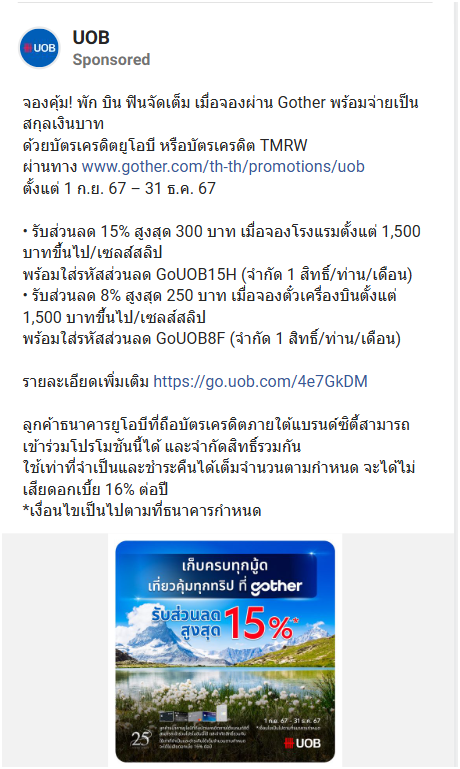 UOB
UOB
Sponsored
จองคุ้ม! พัก บิน ฟินจัดเต็ม เมื่อจองผ่าน Gother พร้อมจ่ายเป็น
สกุลเงินบาท
ด้วยบัตรเครดิตยูโอบี หรือบัตรเครดิต TMRW
ผ่านทาง www.gother.com/th-th/promotions/uob
ตั้งแต่ 1 ก.ย. 67 – 31 ธ.ค. 67
• รับส่วนลด 15% สูงสุด 300 บาท เมื่อจองโรงแรมตั้งแต่ 1,500
บาทขึ้นไป/เซลส์สลิป
พร้อมใส่รหัสส่วนลด GoUOB15H (จำกัด 1 สิทธิ์/ท่าน/เดือน)
• รับส่วนลด 8% สูงสุด 250 บาท เมื่อจองตั๋วเครื่องบินตั้งแต่
1,500 บาทขึ้นไป/เซลส์สลิป
พร้อมใส่รหัสส่วนลด GoUOB8F (จำกัด 1 สิทธิ์/ท่าน/เดือน)
รายละเอียดเพิ่มเติม https://go.uob.com/4e7GkDM
ลูกค้าธนาคารยูโอบีที่ถือบัตรเครดิตภายใต้แบรนด์ซิตี้สามารถ
เข้าร่วมโปรโมชันนี้ได้ และจำกัดสิทธิ์รวมกัน
ใช้เท่าที่จำเป็นและชำระคืนได้เต็มจำนวนตามกำหนด จะได้ไม่
เสียดอกเบี้ย 16% ต่อปี
*เงื่อนไขเป็นไปตามที่ธนาคารกำหนด
เก็บครบทุกมู้ด
เที่ยวคุ้มทุกทริป ที่ gother
รับส่วนลด
สูงสุด 15%*
1 ก.ย. 67 - 31 ธ.ค. 67
25
UOB